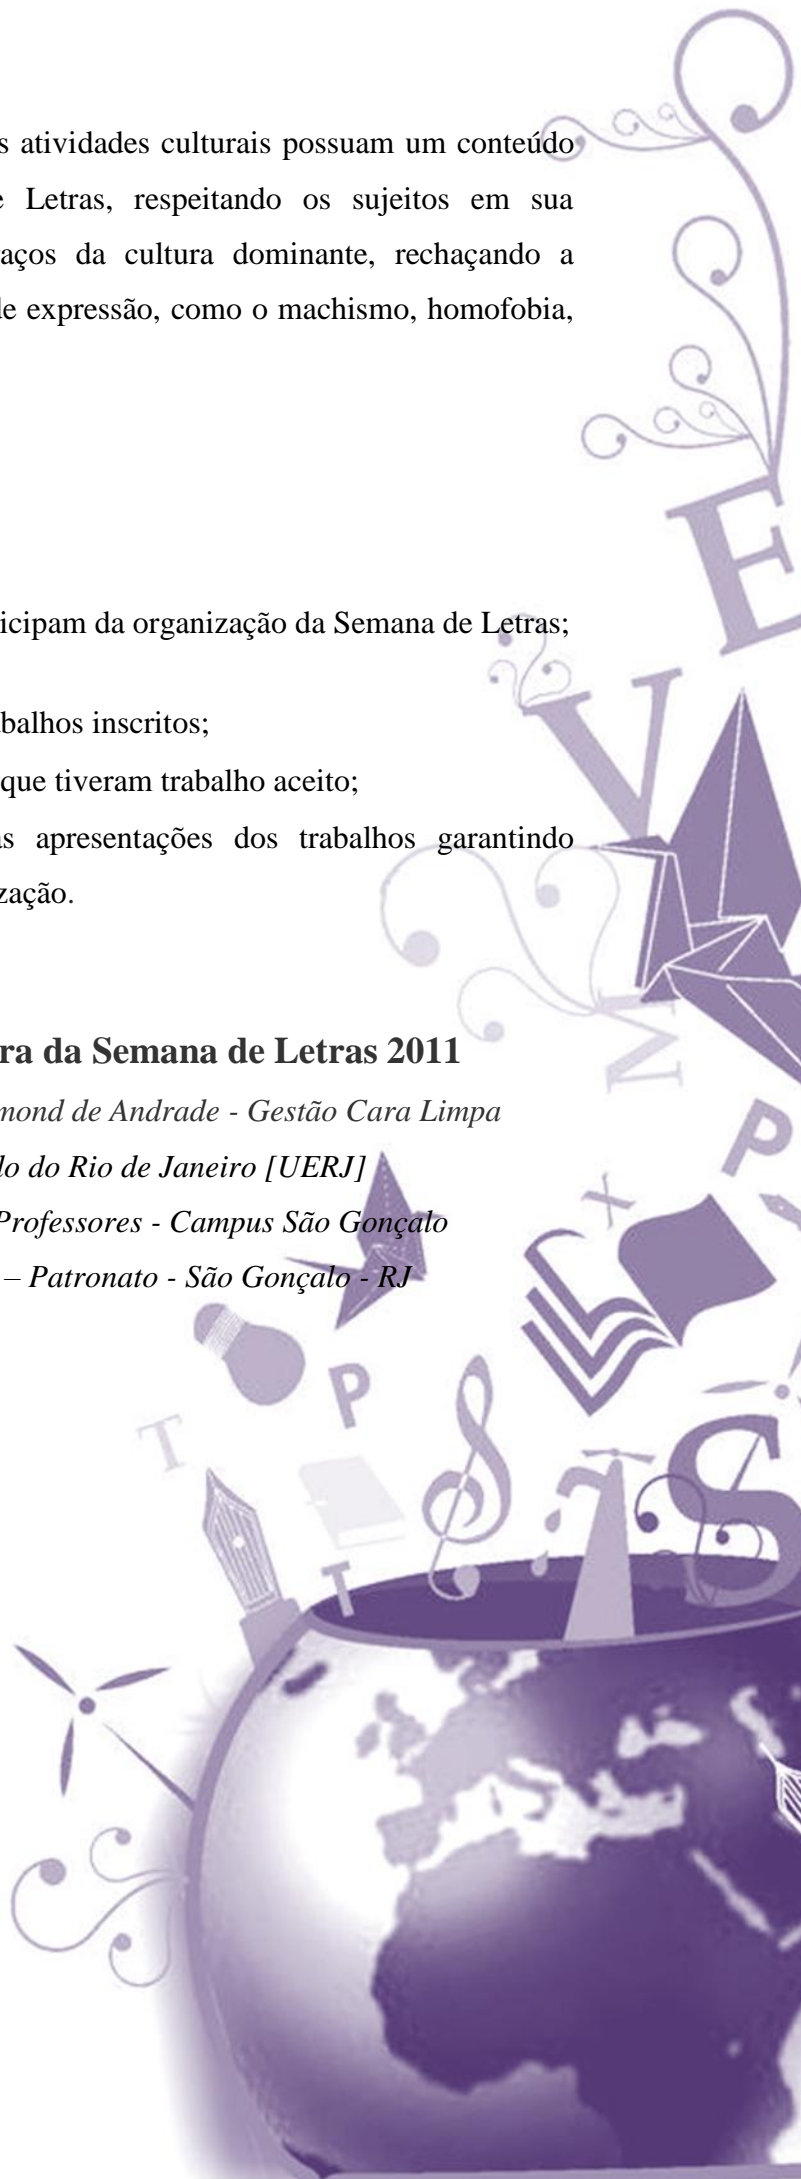 s atividades culturais possuam um conteúdo
e Letras, respeitando os sujeitos em sua
raços da cultura dominante, rechaçando a
de expressão, como o machismo, homofobia,
icipam da organização da Semana de Letras;
balhos inscritos;
que tiveram trabalho aceito;
as apresentações dos trabalhos garantindo
zação.
ra da Semana de Letras 2011
mond de Andrade - Gestão Cara Limpa
do do Rio de Janeiro [UERJ]
Professores - Campus São Gonçalo
– Patronato - São Gonçalo - RJ
E
V
M
P
X
P
T
S
T